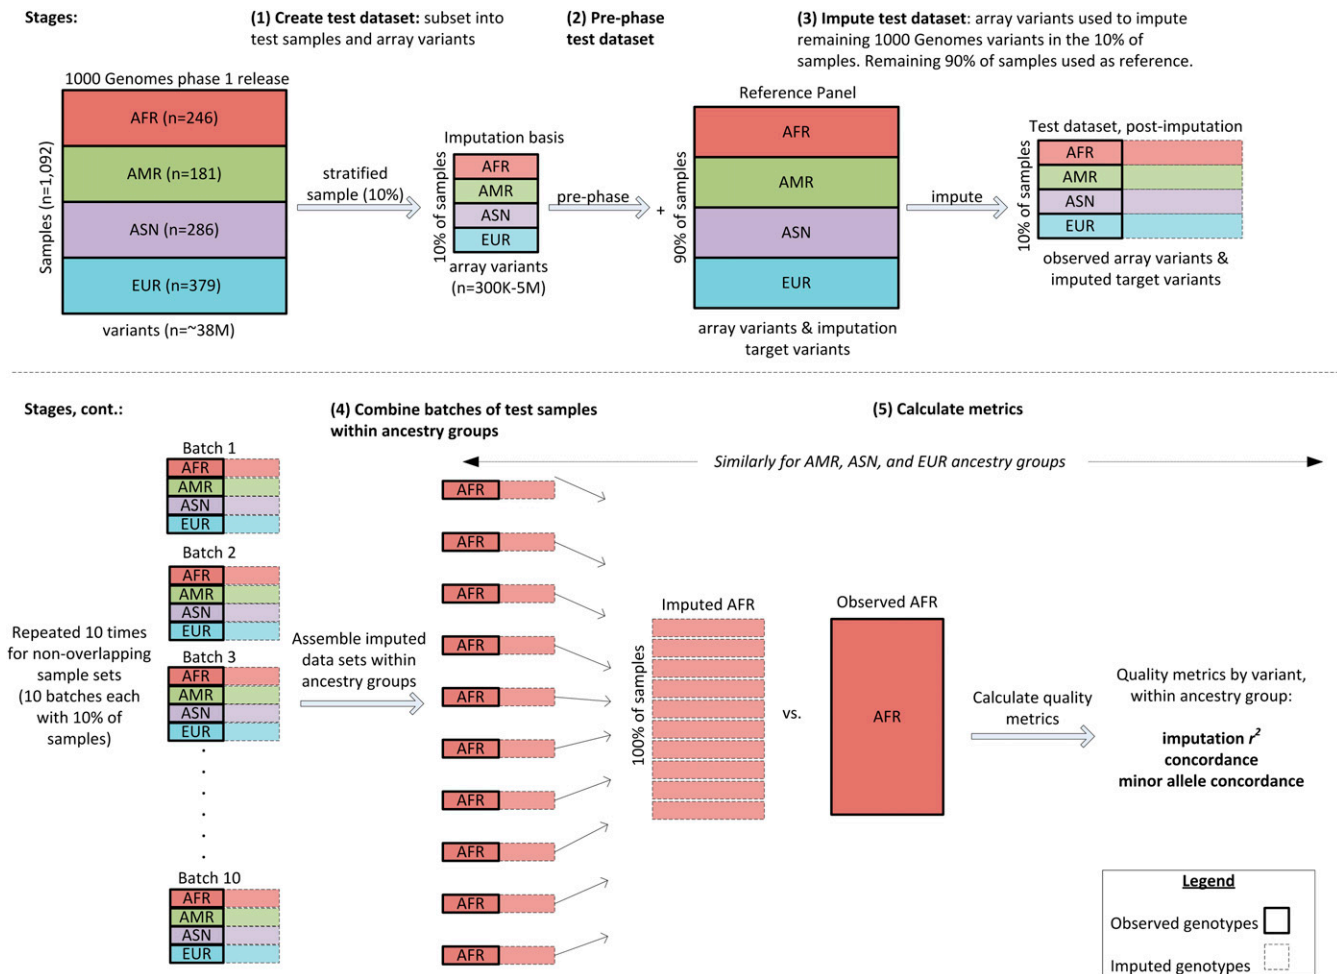 Stages:
(1) Create test dataset: subset into
test samples and array variants
(2) Pre-phase
test dataset
(3) Impute test dataset: array variants used to impute
remaining 1000 Genomes variants in the 10% of
samples. Remaining 90% of samples used as reference.
1000 Genomes phase 1 release
Samples (n=1,092)
AFR (n=246)
AMR (n=181)
ASN (n=286)
EUR (n=379)
variants (n=~38M)
stratified
sample (10%)
Imputation basis
10% of samples
AFR
AMR
ASN
EUR
array variants
(n=300K-5M)
pre-phase
+
Reference Panel
90% of samples
AFR
AMR
ASN
EUR
array variants & imputation
target variants
impute
Test dataset, post-imputation
10% of samples
AFR
AMR
ASN
EUR
observed array variants &
imputed target variants
Stages, cont.:
(4) Combine batches of test samples
within ancestry groups
(5) Calculate metrics
Similarly for AMR, ASN, and EUR ancestry groups
Repeated 10 times
for non-overlapping
sample sets
(10 batches each
with 10% of
samples)
Batch 1
AFR
AMR
ASN
EUR
Batch 2
AFR
AMR
ASN
EUR
Batch 3
AFR
AMR
ASN
EUR
Batch 10
AFR
AMR
ASN
EUR
Assemble imputed
data sets within
ancestry groups
AFR
AFR
AFR
AFR
AFR
AFR
AFR
AFR
AFR
AFR
Imputed AFR
100% of samples
vs.
Observed AFR
AFR
Calculate quality
metrics
Quality metrics by variant,
within ancestry group:
imputation r²
concordance
minor allele concordance
Legend
Observed genotypes
Imputed genotypes